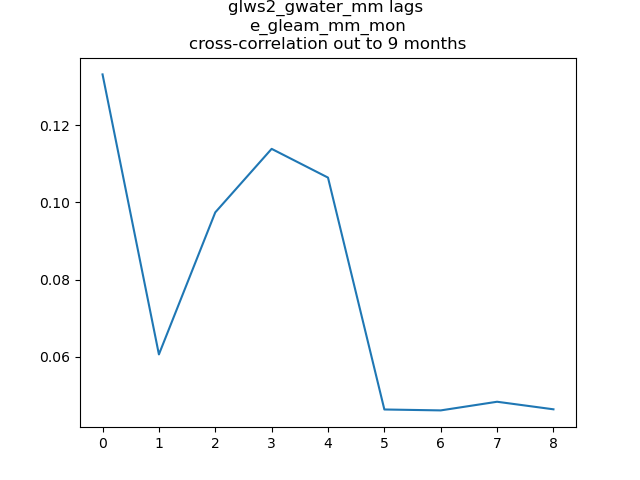 glws2_gwater_mm lags
e_gleam_mm_mon
cross-correlation out to 9 months
0.12
0.10
0.08
0.06
0 1 2 3 4 5 6 7 8